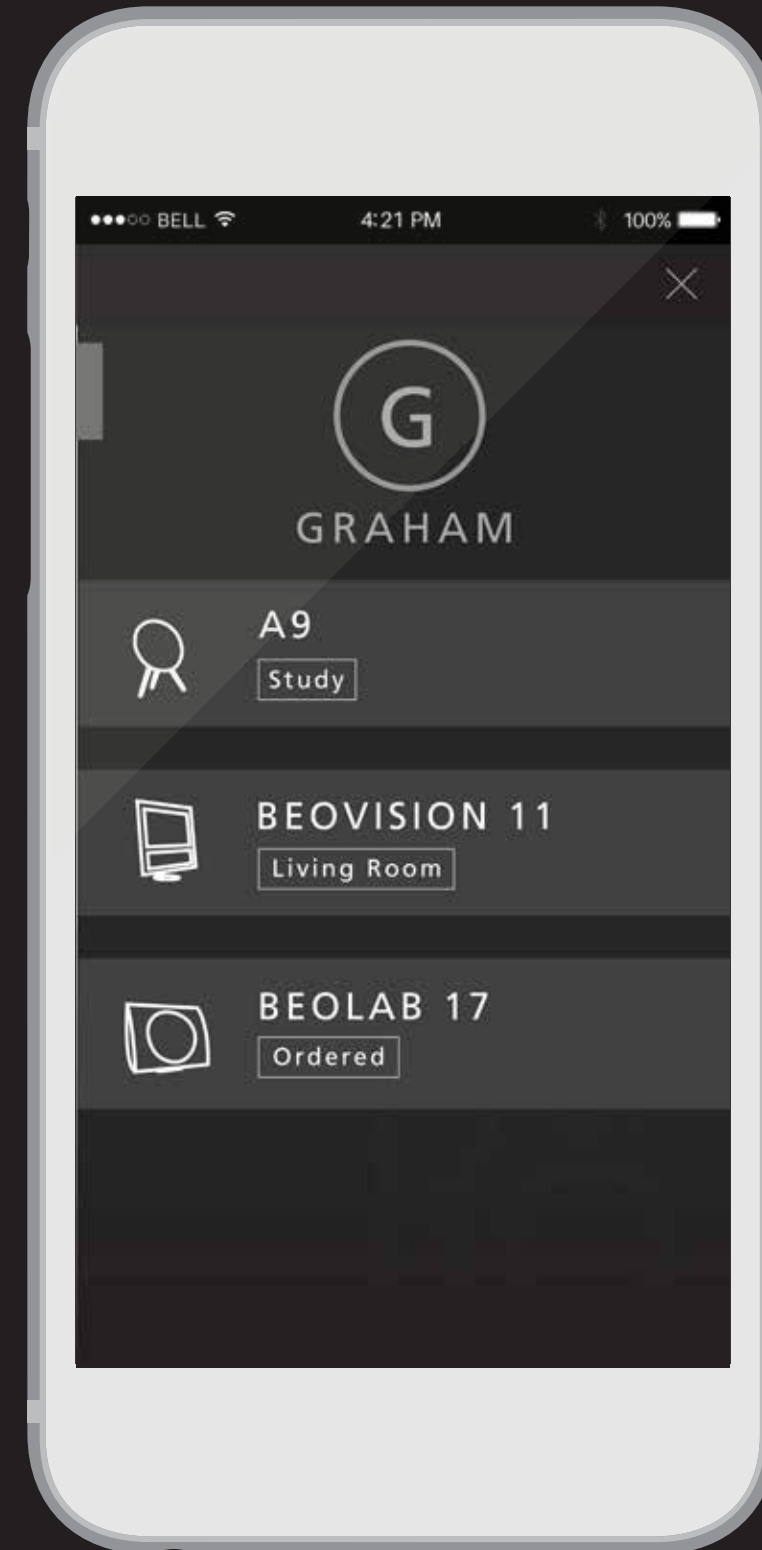 BELL 4:21 PM 100%
G
GRAHAM
A9
Study
BEOVISION 11
Living Room
BEOLAB 17
Ordered